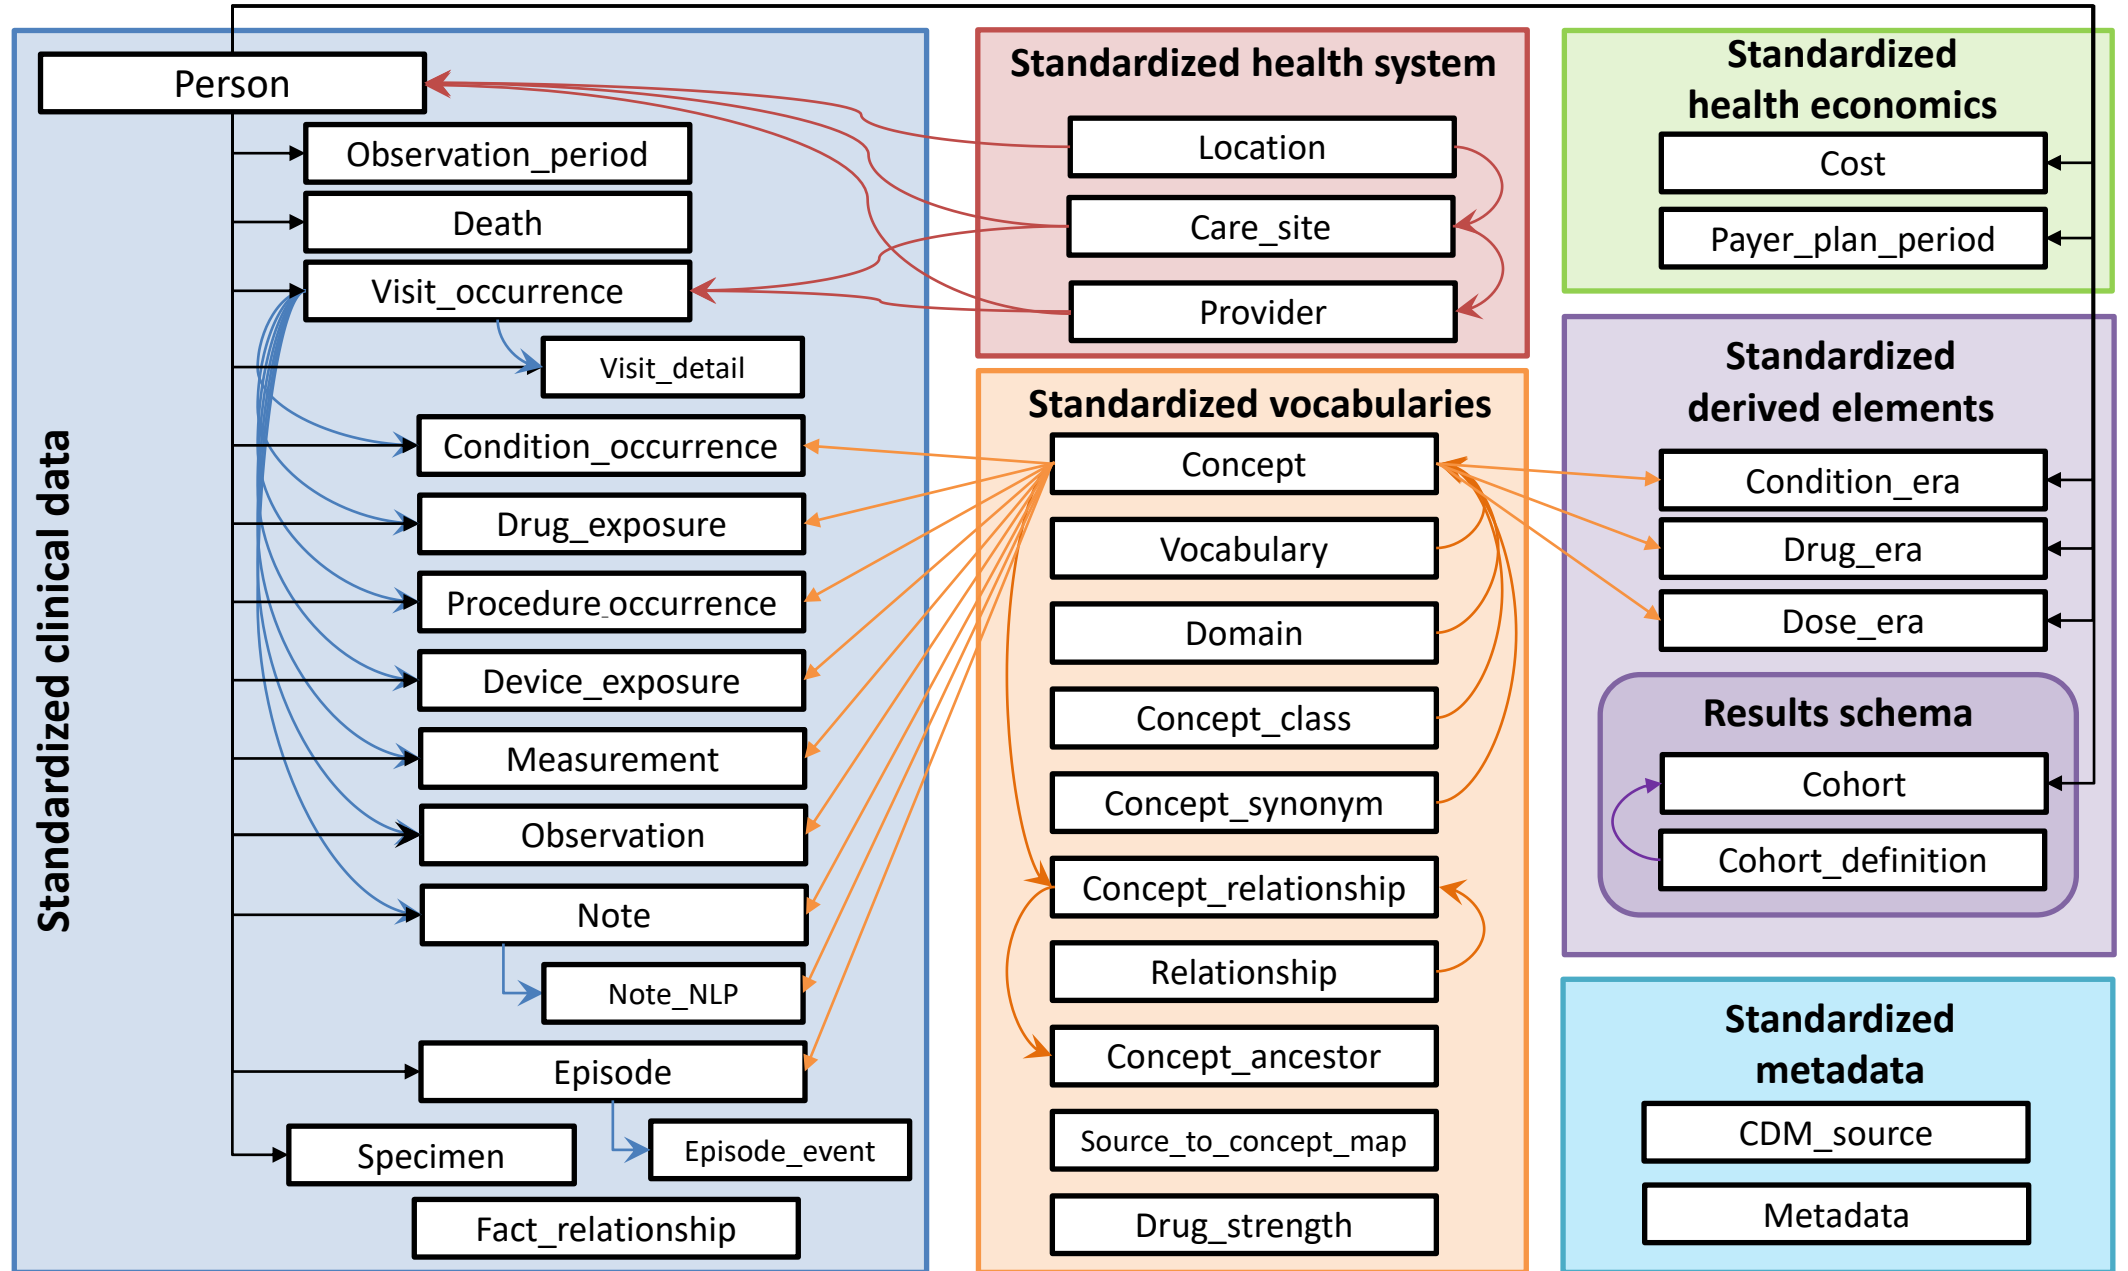 Standardized clinical data
Person
Observation_period
Death
Visit_occurrence
Visit_detail
Condition_occurrence
Drug_exposure
Procedure_occurrence
Device_exposure
Measurement
Observation
Note
Note_NLP
Episode
Episode_event
Specimen
Fact_relationship
Standardized health system
Location
Care_site
Provider
Standardized vocabularies
Concept
Vocabulary
Domain
Concept_class
Concept_synonym
Concept_relationship
Relationship
Concept_ancestor
Source_to_concept_map
Drug_strength
Standardized
health economics
Cost
Payer_plan_period
Standardized
derived elements
Condition_era
Drug_era
Dose_era
Results schema
Cohort
Cohort_definition
Standardized
metadata
CDM_source
Metadata